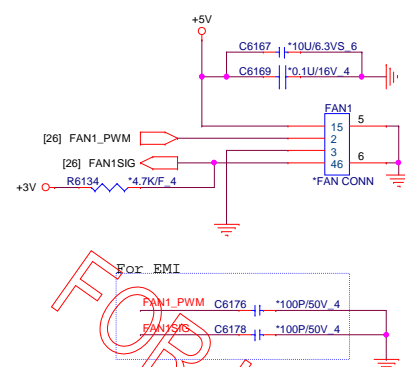 +5V
C6167 *10U/6.3VS_6
C6169 *0.1U/16V_4
FAN1
15 5
[26] FAN1_PWM 2
3
[26] FAN1SIG 46 6
+3V R6134 *4.7K/F_4 *FAN CONN
For EMI
FAN1_PWM C6176 *100P/50V_4
FAN1SIG C6178 *100P/50V_4
FOR